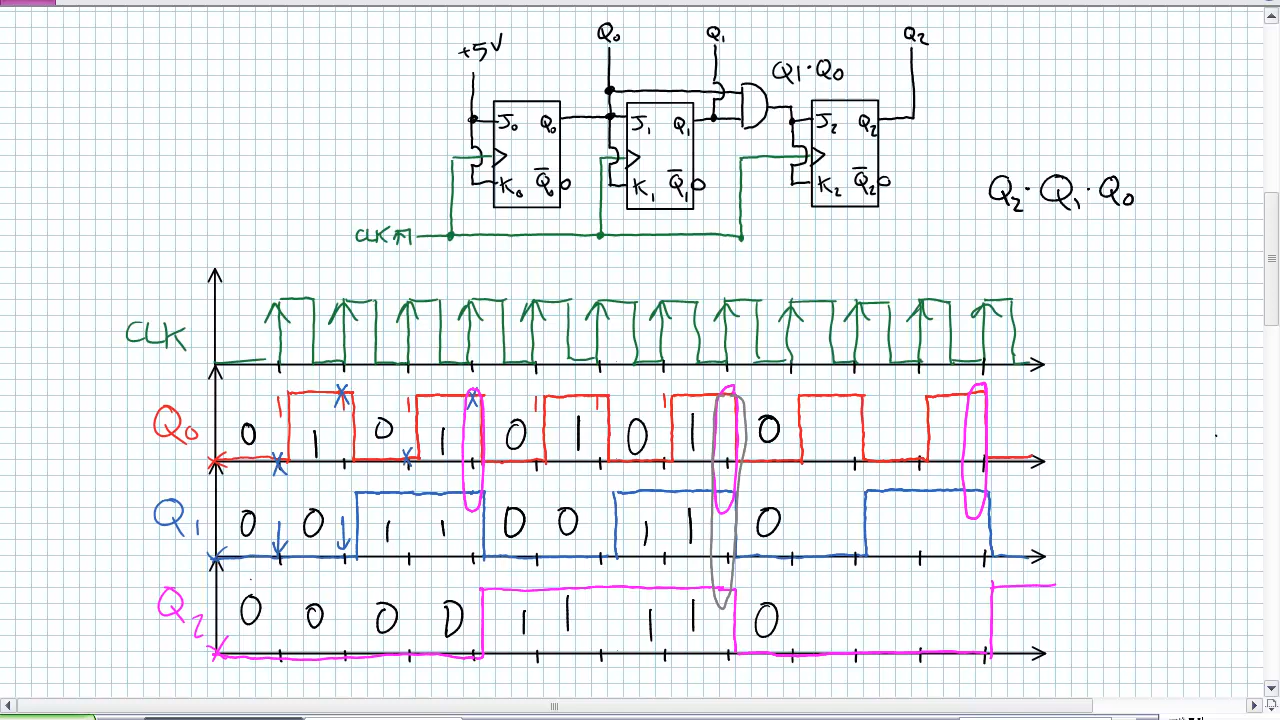 +5V Q0 Q1 Q2
Q1·Q0
J0 Q0 J1 Q1 J2 Q2
K0 Q̅0 K1 Q̅1 K2 Q̅2
Q2·Q1·Q0
CLK
CLK
Q0 0 1 0 1 0 1 0 1 0
Q1 0 0 1 1 0 0 1 1 0
Q2 0 0 0 0 1 1 1 1 0